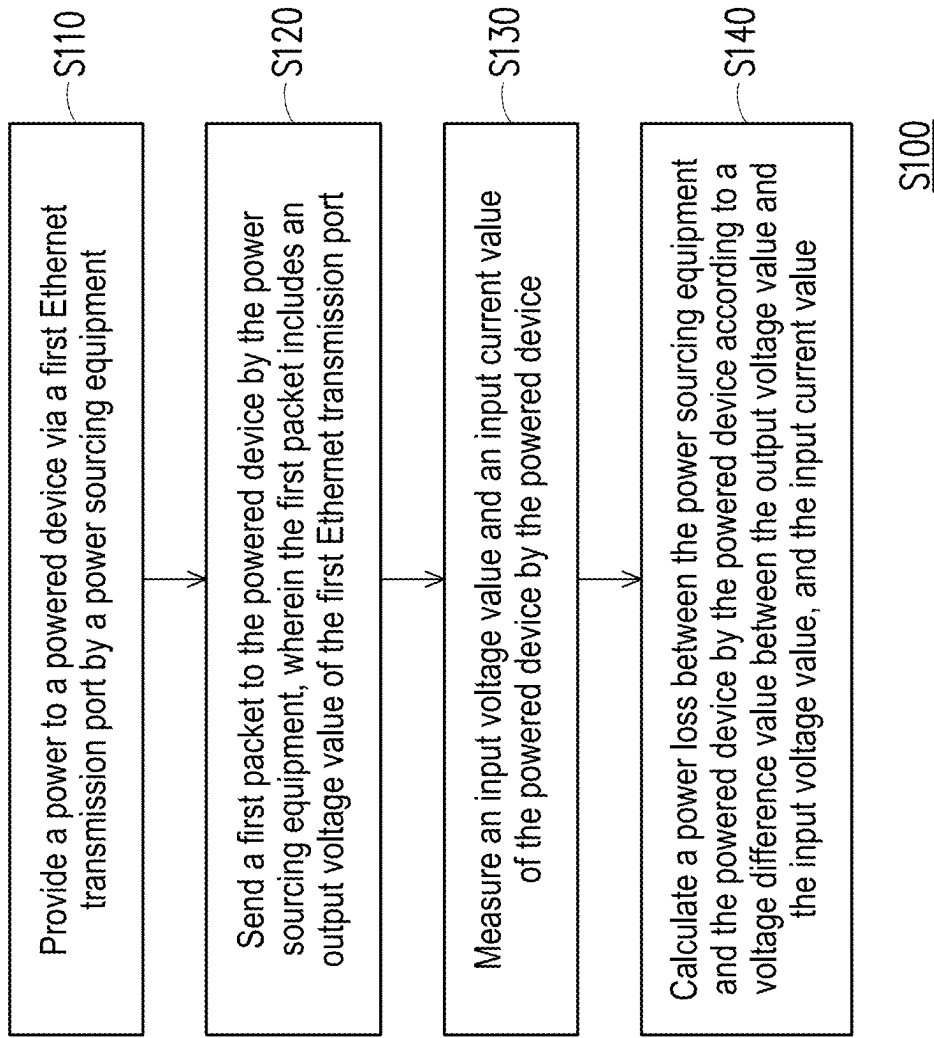 Provide a power to a powered device via a first Ethernet
transmission port by a power sourcing equipment
S110
Send a first packet to the powered device by the power
sourcing equipment, wherein the first packet includes an
output voltage value of the first Ethernet transmission port
S120
Measure an input voltage value and an input current value
of the powered device by the powered device
S130
Calculate a power loss between the power sourcing equipment
and the powered device by the powered device according to a
voltage difference value between the output voltage value and
the input voltage value, and the input current value
S140
S100